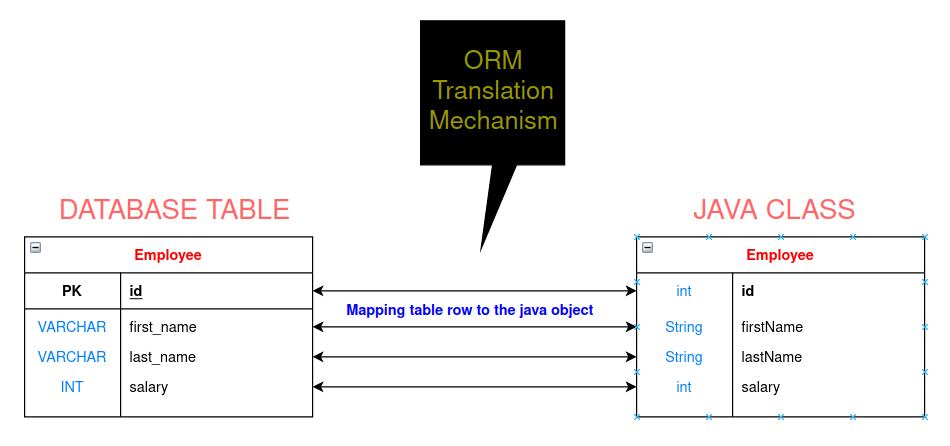 ORM
Translation
Mechanism
DATABASE TABLE
JAVA CLASS
Employee
Employee
PK id
int id
Mapping table row to the java object
VARCHAR first_name
String firstName
VARCHAR last_name
String lastName
INT salary
int salary